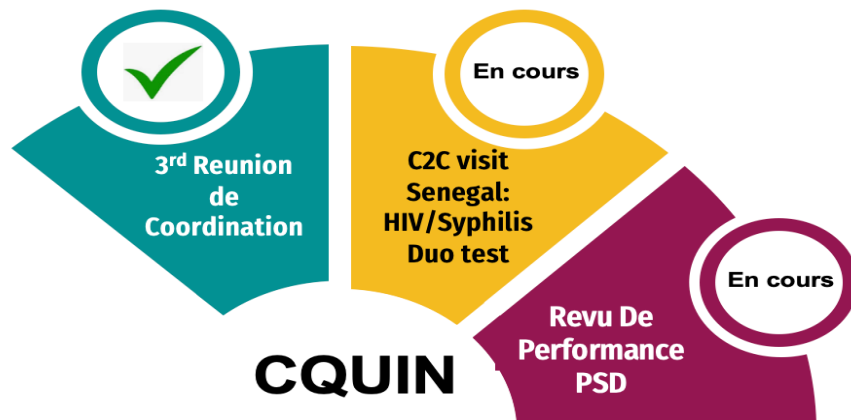 3rd Reunion
de
Coordination
En cours
C2C visit
Senegal:
HIV/Syphilis
Duo test
En cours
Revu De
Performance
PSD
CQUIN